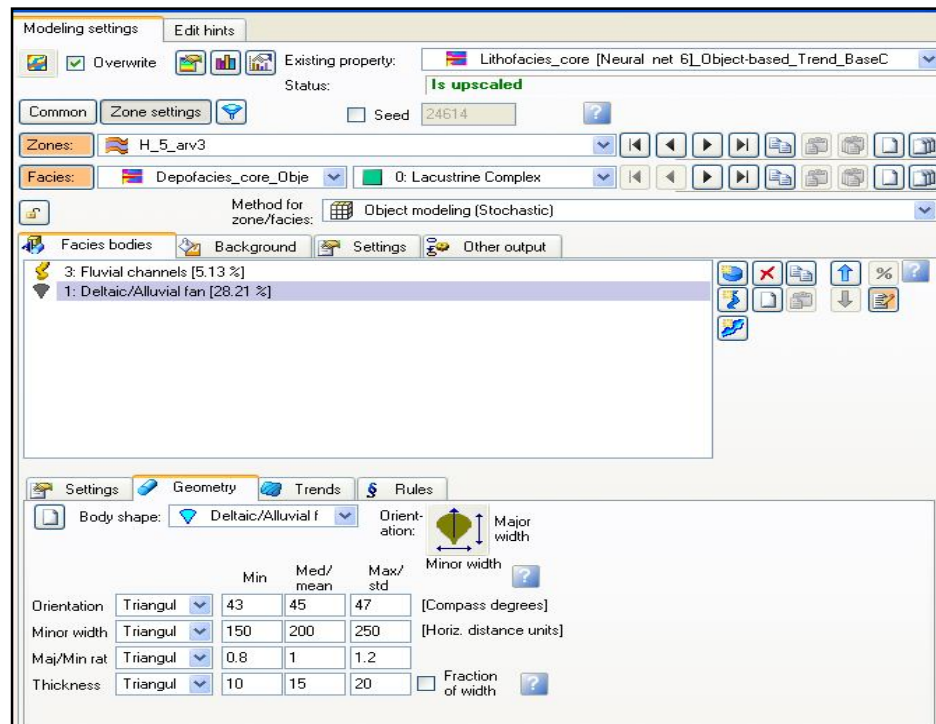 Modeling settings Edit hints
Overwrite Existing property: Lithofacies_core [Neural net 6]_Object-based_Trend_BaseC
Status: Is upscaled
Common Zone settings Seed 24614 ?
Zones: H_5_arv3
Facies: Depofacies_core_Obje 0: Lacustrine Complex
Method for zone/facies: Object modeling (Stochastic)
Facies bodies Background Settings Other output
3: Fluvial channels [5.13 %]
1: Deltaic/Alluvial fan [28.21 %]
% ?
Settings Geometry Trends § Rules
Body shape: Deltaic/Alluvial f Orient-ation: Major width
Minor width ?
Min Med/mean Max/std
Orientation Triangul 43 45 47 [Compass degrees]
Minor width Triangul 150 200 250 [Horiz. distance units]
Maj/Min rat Triangul 0.8 1 1.2
Thickness Triangul 10 15 20 Fraction of width ?